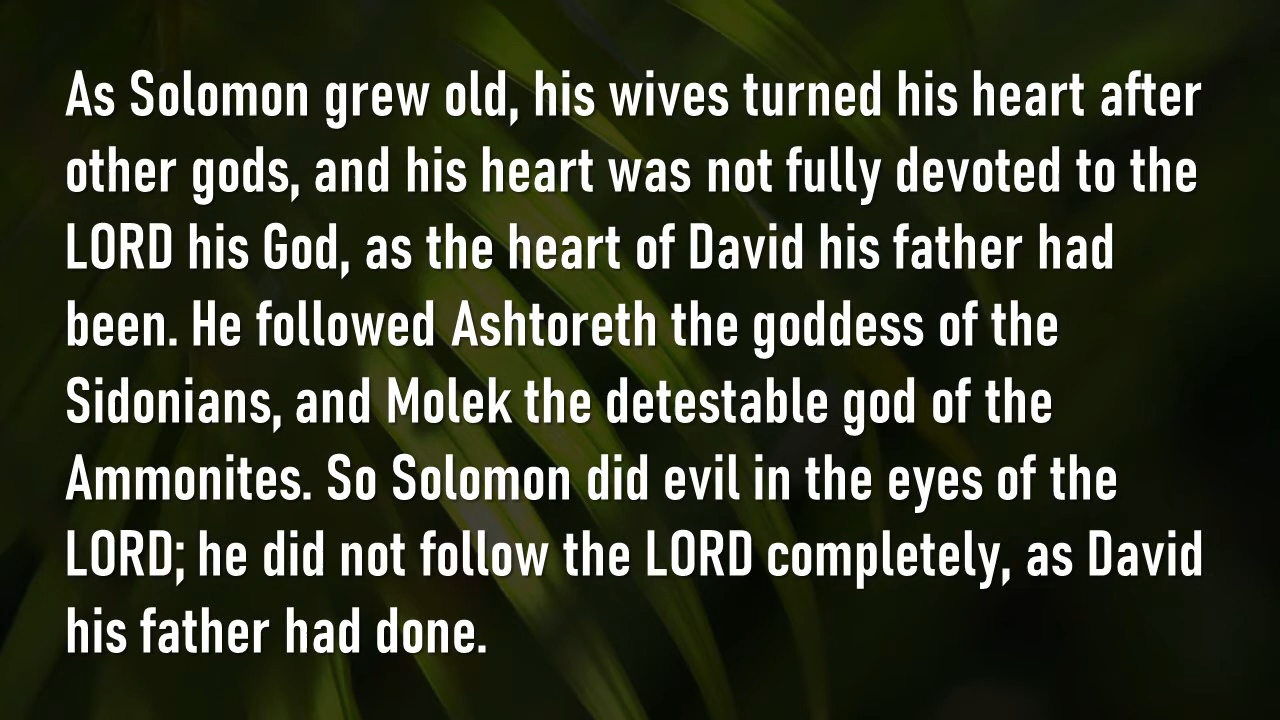 As Solomon grew old, his wives turned his heart after
other gods, and his heart was not fully devoted to the
LORD his God, as the heart of David his father had
been. He followed Ashtoreth the goddess of the
Sidonians, and Molek the detestable god of the
Ammonites. So Solomon did evil in the eyes of the
LORD; he did not follow the LORD completely, as David
his father had done.